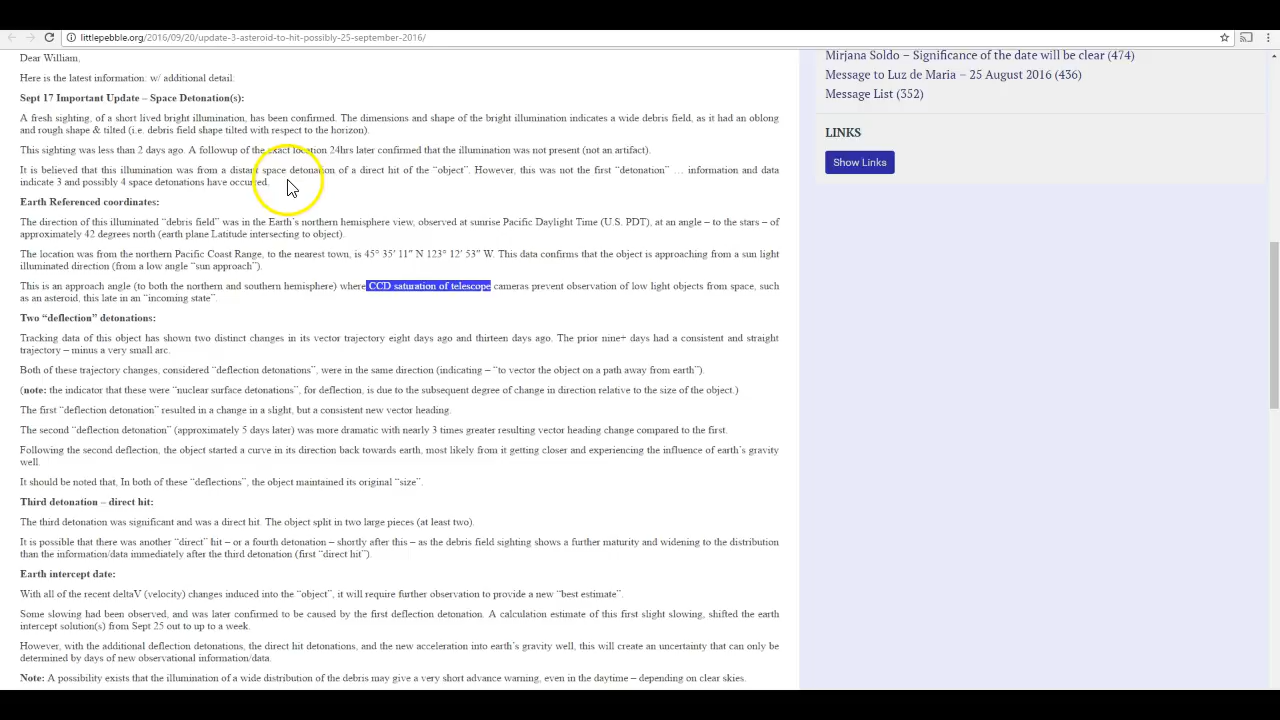 littlepebble.org/2016/09/20/update-3-asteroid-to-hit-possibly-25-september-2016/
Dear William,
Here is the latest information: w/ additional detail:
Sept 17 Important Update – Space Detonation(s):
A fresh sighting, of a short lived bright illumination, has been confirmed. The dimensions and shape of the bright illumination indicates a wide debris field, as it had an oblong
and rough shape & tilted (i.e. debris field shape tilted with respect to the horizon).
This sighting was less than 2 days ago. A followup of the exact location 24hrs later confirmed that the illumination was not present (not an artifact).
It is believed that this illumination was from a distant space detonation of a direct hit of the “object”. However, this was not the first “detonation” … information and data
indicate 3 and possibly 4 space detonations have occurred.
Earth Referenced coordinates:
The direction of this illuminated “debris field” was in the Earth’s northern hemisphere view, observed at sunrise Pacific Daylight Time (U.S. PDT), at an angle – to the stars – of
approximately 42 degrees north (earth plane Latitude intersecting to object).
The location was from the northern Pacific Coast Range, to the nearest town, is 45° 35′ 11″ N 123° 12′ 53″ W. This data confirms that the object is approaching from a sun light
illuminated direction (from a low angle “sun approach”).
This is an approach angle (to both the northern and southern hemisphere) where CCD saturation of telescope cameras prevent observation of low light objects from space, such
as an asteroid, this late in an “incoming state”.
Two “deflection” detonations:
Tracking data of this object has shown two distinct changes in its vector trajectory eight days ago and thirteen days ago. The prior nine+ days had a consistent and straight
trajectory – minus a very small arc.
Both of these trajectory changes, considered “deflection detonations”, were in the same direction (indicating – “to vector the object on a path away from earth”).
(note: the indicator that these were “nuclear surface detonations”, for deflection, is due to the subsequent degree of change in direction relative to the size of the object.)
The first “deflection detonation” resulted in a change in a slight, but a consistent new vector heading.
The second “deflection detonation” (approximately 5 days later) was more dramatic with nearly 3 times greater resulting vector heading change compared to the first.
Following the second deflection, the object started a curve in its direction back towards earth, most likely from it getting closer and experiencing the influence of earth’s gravity
well.
It should be noted that, In both of these “deflections”, the object maintained its original “size”.
Third detonation – direct hit:
The third detonation was significant and was a direct hit. The object split in two large pieces (at least two).
It is possible that there was another “direct” hit – or a fourth detonation – shortly after this – as the debris field sighting shows a further maturity and widening to the distribution
than the information/data immediately after the third detonation (first “direct hit”).
Earth intercept date:
With all of the recent deltaV (velocity) changes induced into the “object”, it will require further observation to provide a new “best estimate”.
Some slowing had been observed, and was later confirmed to be caused by the first deflection detonation. A calculation estimate of this first slight slowing, shifted the earth
intercept solution(s) from Sept 25 out to up to a week.
However, with the additional deflection detonations, the direct hit detonations, and the new acceleration into earth’s gravity well, this will create an uncertainty that can only be
determined by days of new observational information/data.
Note: A possibility exists that the illumination of a wide distribution of the debris may give a very short advance warning, even in the daytime – depending on clear skies.
Mirjana Soldo – Significance of the date will be clear (474)
Message to Luz de Maria – 25 August 2016 (436)
Message List (352)
LINKS
Show Links